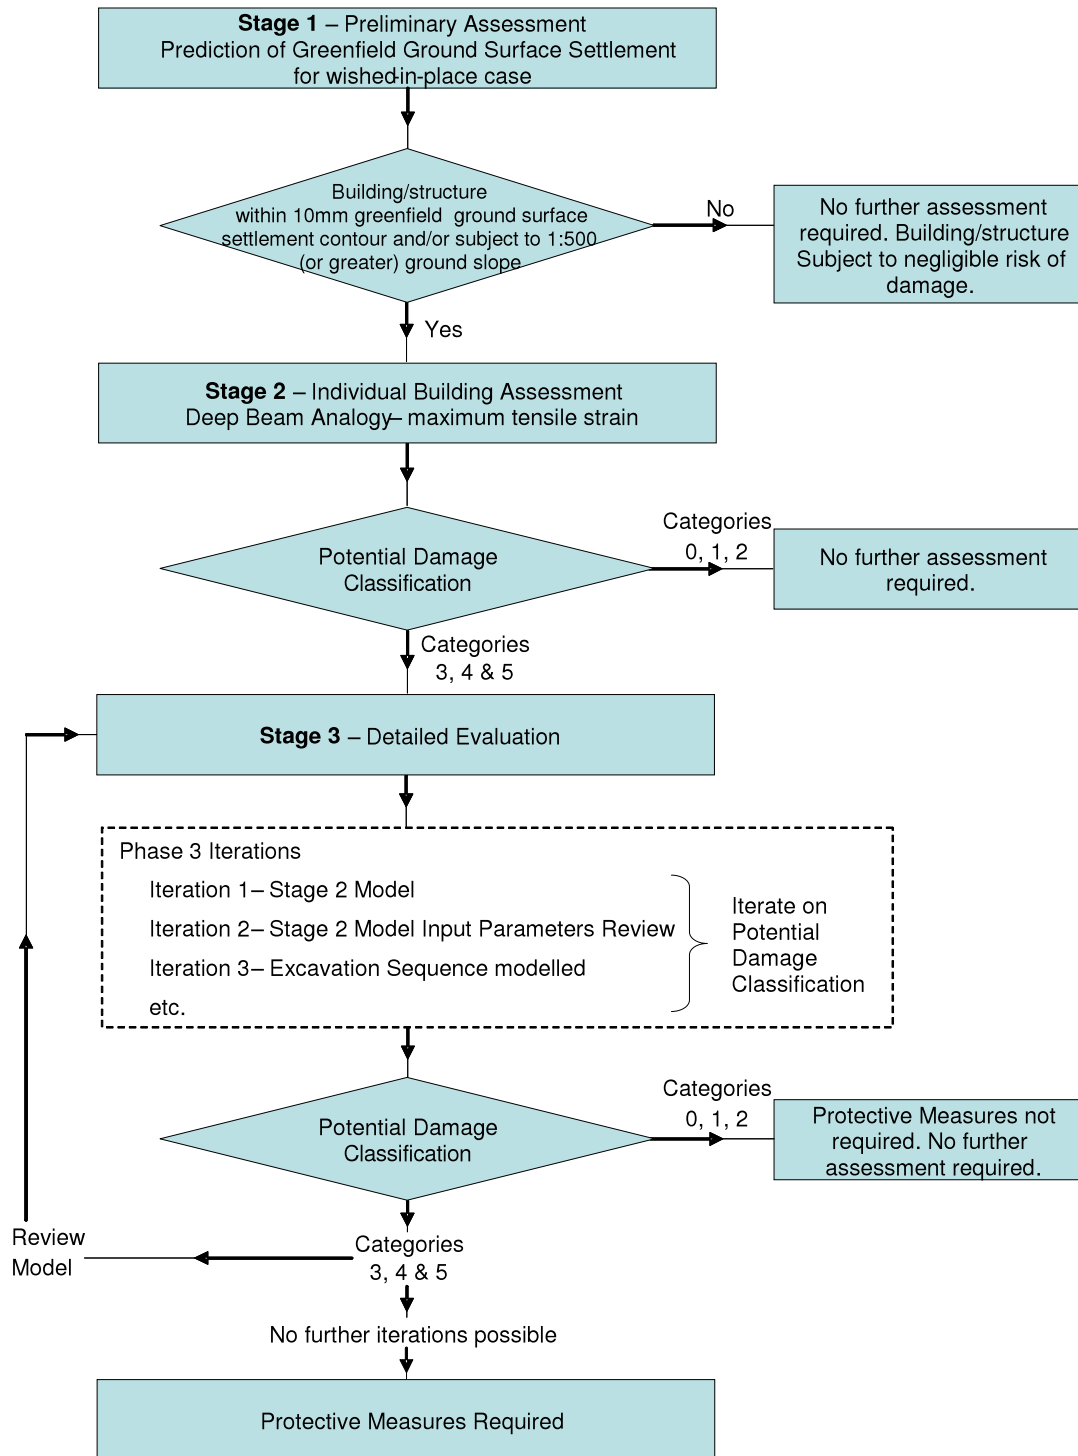 Stage 1 – Preliminary Assessment
Prediction of Greenfield Ground Surface Settlement
for wished-in-place case
Building/structure
within 10mm greenfield ground surface
settlement contour and/or subject to 1:500
(or greater) ground slope
No
No further assessment
required. Building/structure
Subject to negligible risk of
damage.
Yes
Stage 2 – Individual Building Assessment
Deep Beam Analogy– maximum tensile strain
Potential Damage
Classification
Categories
0, 1, 2
No further assessment
required.
Categories
3, 4 & 5
Stage 3 – Detailed Evaluation
Phase 3 Iterations
Iteration 1– Stage 2 Model
Iteration 2– Stage 2 Model Input Parameters Review
Iteration 3– Excavation Sequence modelled
etc.
Iterate on
Potential
Damage
Classification
Potential Damage
Classification
Categories
0, 1, 2
Protective Measures not
required. No further
assessment required.
Review
Model
Categories
3, 4 & 5
No further iterations possible
Protective Measures Required